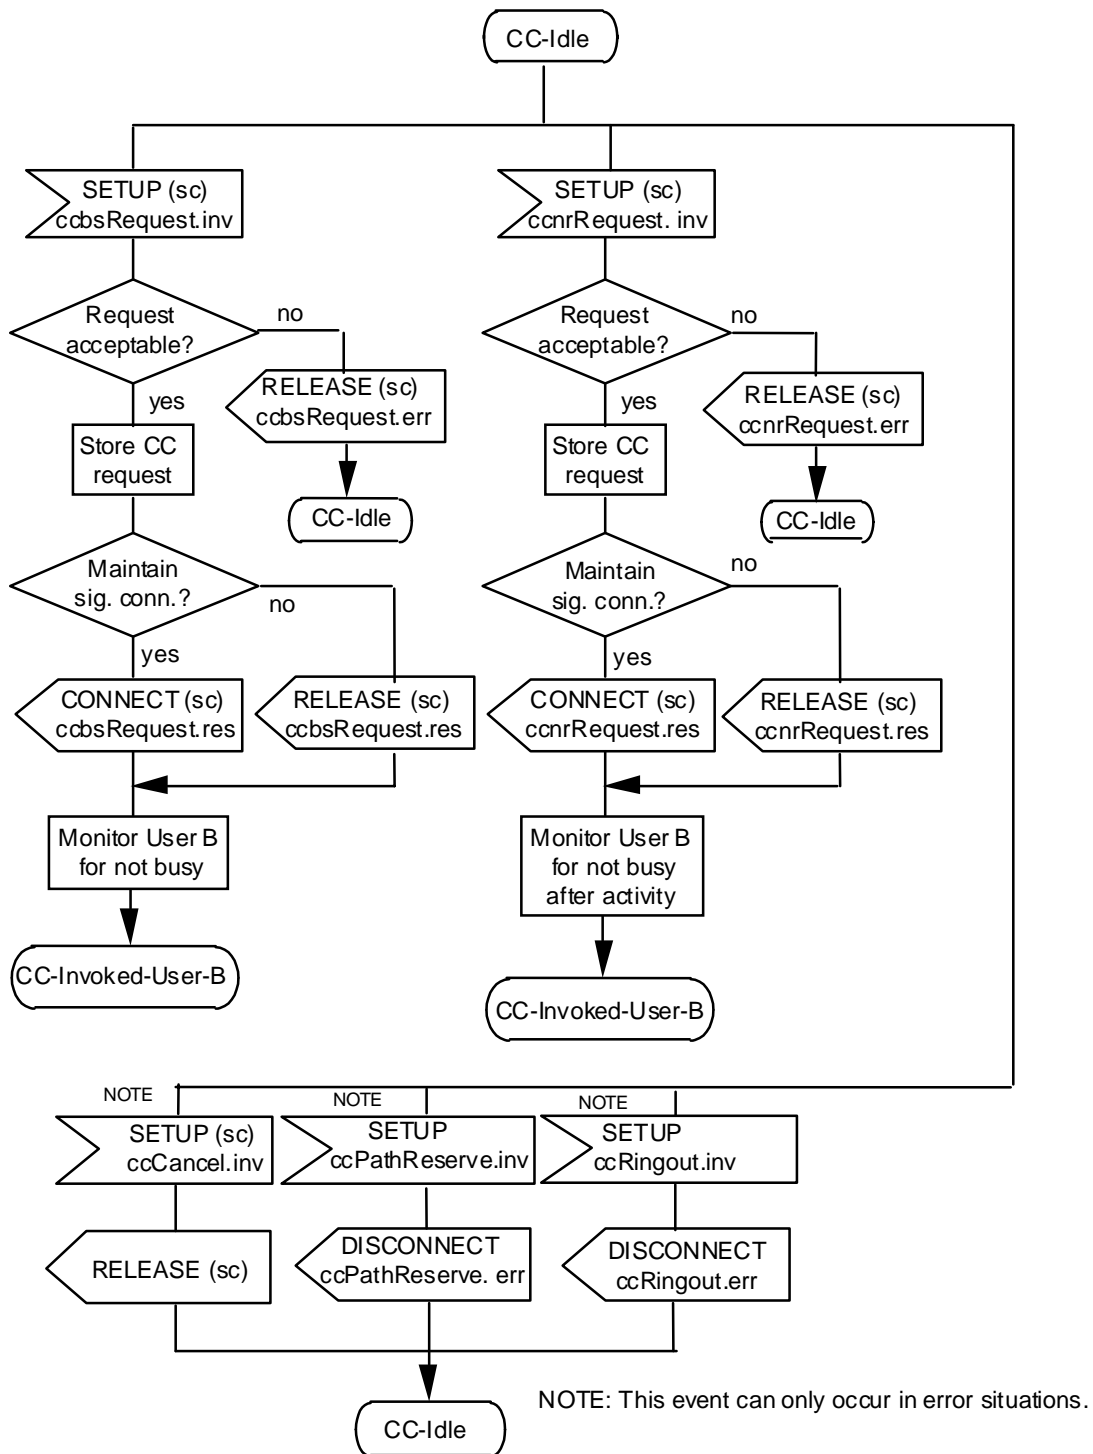 CC-Idle
SETUP (sc)
ccbsRequest.inv
Request
acceptable?
no
RELEASE (sc)
ccbsRequest.err
CC-Idle
yes
Store CC
request
Maintain
sig. conn.?
no
yes
CONNECT (sc)
ccbsRequest.res
RELEASE (sc)
ccbsRequest.res
Monitor User B
for not busy
CC-Invoked-User-B
SETUP (sc)
ccnrRequest. inv
Request
acceptable?
no
RELEASE (sc)
ccnrRequest.err
CC-Idle
yes
Store CC
request
Maintain
sig. conn.?
no
yes
CONNECT (sc)
ccnrRequest.res
RELEASE (sc)
ccnrRequest.res
Monitor User B
for not busy
after activity
CC-Invoked-User-B
NOTE
SETUP (sc)
ccCancel.inv
RELEASE (sc)
NOTE
SETUP
ccPathReserve.inv
DISCONNECT
ccPathReserve. err
NOTE
SETUP
ccRingout.inv
DISCONNECT
ccRingout.err
CC-Idle
NOTE: This event can only occur in error situations.